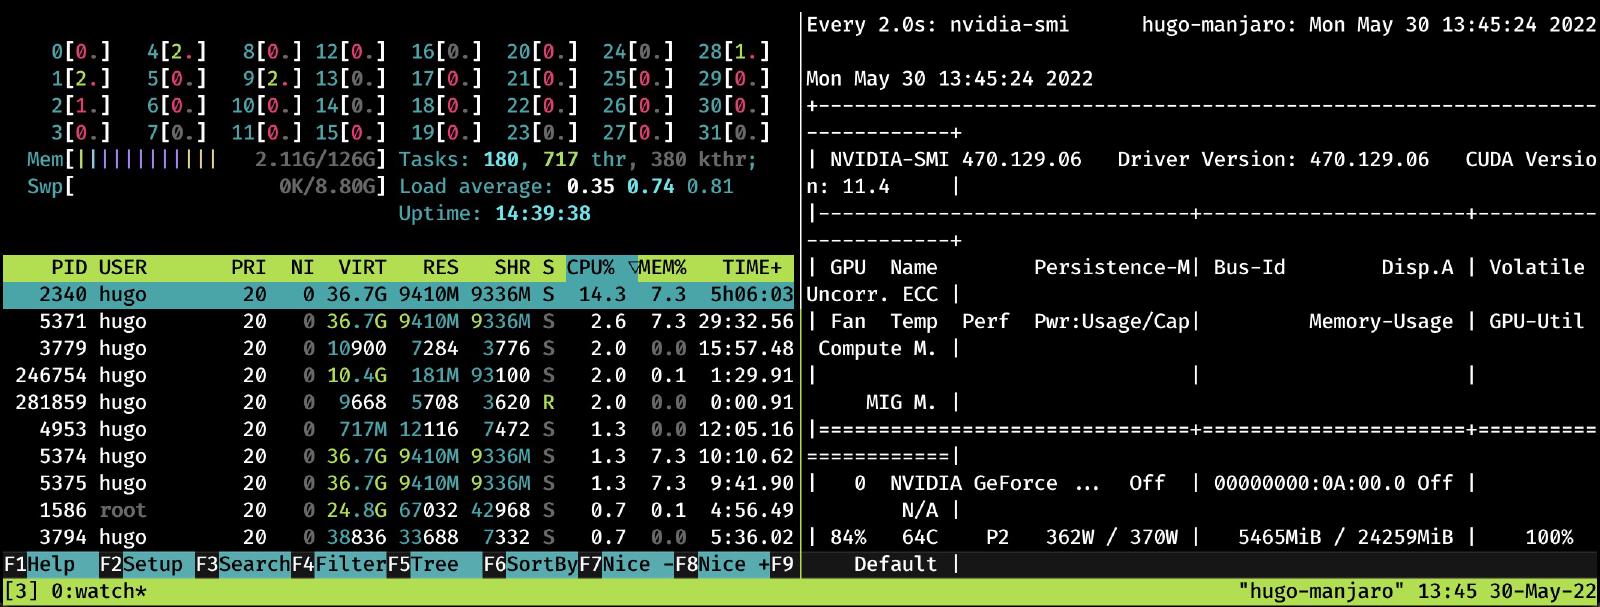 0[0.] 4[2.] 8[0.] 12[0.] 16[0.] 20[0.] 24[0.] 28[1.]
1[2.] 5[0.] 9[2.] 13[0.] 17[0.] 21[0.] 25[0.] 29[0.]
2[1.] 6[0.] 10[0.] 14[0.] 18[0.] 22[0.] 26[0.] 30[0.]
3[0.] 7[0.] 11[0.] 15[0.] 19[0.] 23[0.] 27[0.] 31[0.]
Mem[|||||||||||||| 2.11G/126G] Tasks: 180, 717 thr, 380 kthr;
Swp[ 0K/8.80G] Load average: 0.35 0.74 0.81
Uptime: 14:39:38
PID USER PRI NI VIRT RES SHR S CPU% ▽MEM% TIME+
2340 hugo 20 0 36.7G 9410M 9336M S 14.3 7.3 5h06:03
5371 hugo 20 0 36.7G 9410M 9336M S 2.6 7.3 29:32.56
3779 hugo 20 0 10900 7284 3776 S 2.0 0.0 15:57.48
246754 hugo 20 0 10.4G 181M 93100 S 2.0 0.1 1:29.91
281859 hugo 20 0 9668 5708 3620 R 2.0 0.0 0:00.91
4953 hugo 20 0 717M 12116 7472 S 1.3 0.0 12:05.16
5374 hugo 20 0 36.7G 9410M 9336M S 1.3 7.3 10:10.62
5375 hugo 20 0 36.7G 9410M 9336M S 1.3 7.3 9:41.90
1586 root 20 0 24.8G 67032 42968 S 0.7 0.1 4:56.49
3794 hugo 20 0 38836 33688 7332 S 0.7 0.0 5:36.02
F1Help F2Setup F3SearchF4FilterF5Tree F6SortByF7Nice -F8Nice +F9
Every 2.0s: nvidia-smi hugo-manjaro: Mon May 30 13:45:24 2022
Mon May 30 13:45:24 2022
+------------------------------------------------------------------
------------+
| NVIDIA-SMI 470.129.06 Driver Version: 470.129.06 CUDA Versio
n: 11.4 |
|-------------------------------+----------------------+----------
------------+
| GPU Name Persistence-M| Bus-Id Disp.A | Volatile
Uncorr. ECC |
| Fan Temp Perf Pwr:Usage/Cap| Memory-Usage | GPU-Util
Compute M. |
| | |
MIG M. |
|===============================+======================+==========
============|
| 0 NVIDIA GeForce ... Off | 00000000:0A:00.0 Off |
N/A |
| 84% 64C P2 362W / 370W | 5465MiB / 24259MiB | 100%
Default |
[3] 0:watch* "hugo-manjaro" 13:45 30-May-22